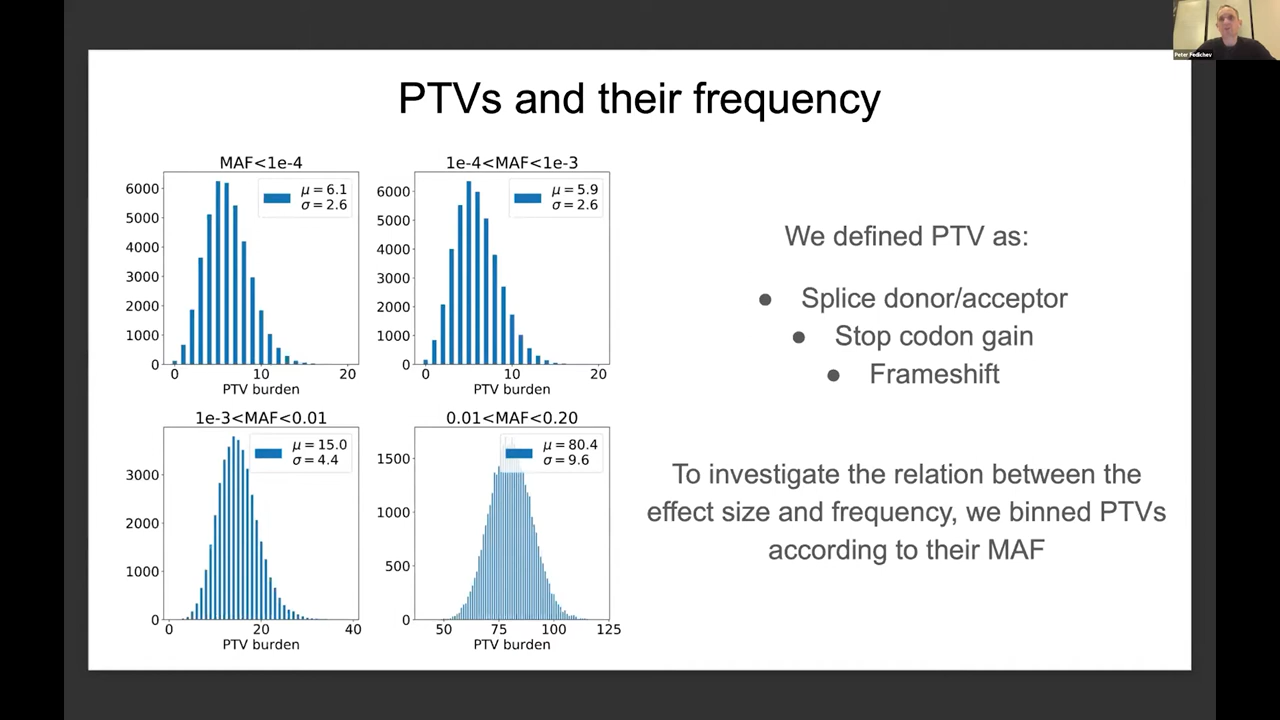 Peter Fedichev
PTVs and their frequency
MAF<1e-4
6000
5000
4000
3000
2000
1000
0
μ = 6.1
σ = 2.6
0 10 20
PTV burden
1e-4<MAF<1e-3
6000
5000
4000
3000
2000
1000
0
μ = 5.9
σ = 2.6
0 10 20
PTV burden
1e-3<MAF<0.01
3000
2000
1000
0
μ = 15.0
σ = 4.4
0 20 40
PTV burden
0.01<MAF<0.20
1500
1000
500
0
μ = 80.4
σ = 9.6
50 75 100 125
PTV burden
We defined PTV as:
● Splice donor/acceptor
● Stop codon gain
● Frameshift
To investigate the relation between the
effect size and frequency, we binned PTVs
according to their MAF